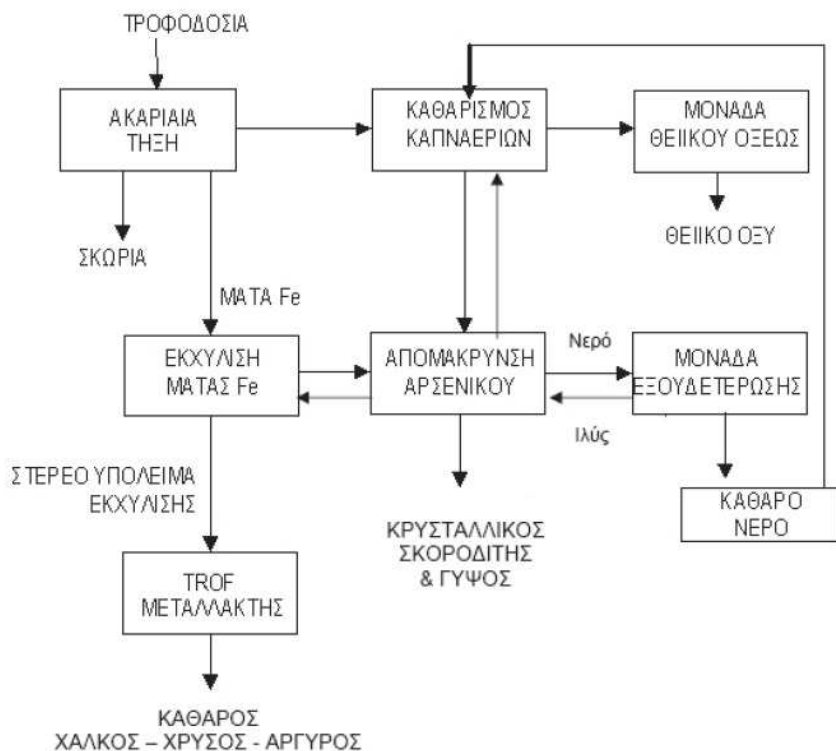 ΤΡΟΦΟΔΟΣΙΑ
ΑΚΑΡΙΑΙΑ
ΤΗΞΗ
ΚΑΘΑΡΙΣΜΟΣ
ΚΑΠΝΑΕΡΙΩΝ
ΜΟΝΑΔΑ
ΘΕΙΙΚΟΥ ΟΞΕΩΣ
ΣΚΩΡΙΑ
ΘΕΙΙΚΟ ΟΞΥ
ΜΑΤΑ Fe
ΕΚΧΥΛΙΣΗ
ΜΑΤΑΣ Fe
ΑΠΟΜΑΚΡΥΝΣΗ
ΑΡΣΕΝΙΚΟΥ
Νερό
ΜΟΝΑΔΑ
ΕΞΟΥΔΕΤΕΡΩΣΗΣ
Ιλύς
ΣΤΕΡΕΟ ΥΠΟΛΕΙΜΑ
ΕΚΧΥΛΙΣΗΣ
ΚΑΘΑΡΟ
ΝΕΡΟ
ΚΡΥΣΤΑΛΛΙΚΟΣ
ΣΚΟΡΟΔΙΤΗΣ
& ΓΥΨΟΣ
TROF
ΜΕΤΑΛΛΑΚΤΗΣ
ΚΑΘΑΡΟΣ
ΧΑΛΚΟΣ – ΧΡΥΣΟΣ - ΑΡΓΥΡΟΣ